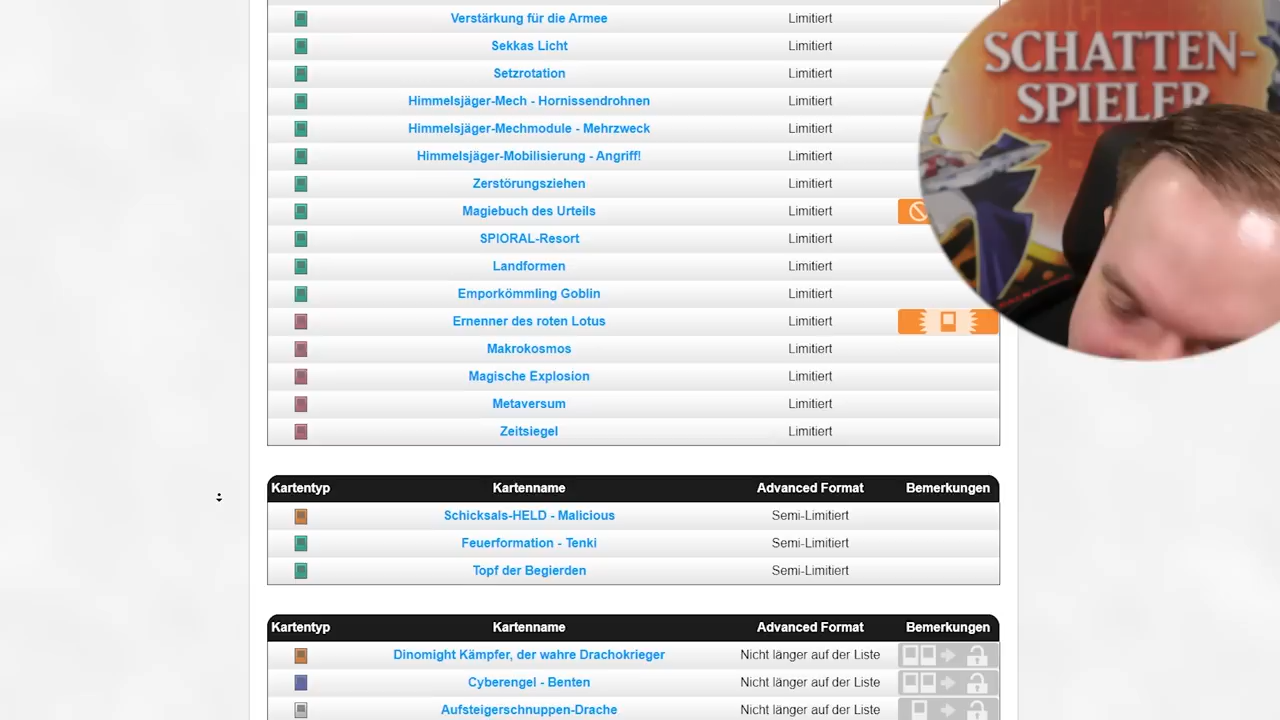 Verstärkung für die Armee Limitiert
Sekkas Licht Limitiert
Setzrotation Limitiert
Himmelsjäger-Mech - Hornissendrohnen Limitiert
Himmelsjäger-Mechmodule - Mehrzweck Limitiert
Himmelsjäger-Mobilisierung - Angriff! Limitiert
Zerstörungsziehen Limitiert
Magiebuch des Urteils Limitiert
SPIORAL-Resort Limitiert
Landformen Limitiert
Emporkömmling Goblin Limitiert
Ernenner des roten Lotus Limitiert
Makrokosmos Limitiert
Magische Explosion Limitiert
Metaversum Limitiert
Zeitsiegel Limitiert
Kartentyp Kartenname Advanced Format Bemerkungen
Schicksals-HELD - Malicious Semi-Limitiert
Feuerformation - Tenki Semi-Limitiert
Topf der Begierden Semi-Limitiert
Kartentyp Kartenname Advanced Format Bemerkungen
Dinomight Kämpfer, der wahre Drachokrieger Nicht länger auf der Liste
Cyberengel - Benten Nicht länger auf der Liste
Aufsteigerschnuppen-Drache Nicht länger auf der Liste
SCHATTEN-
SPIELER